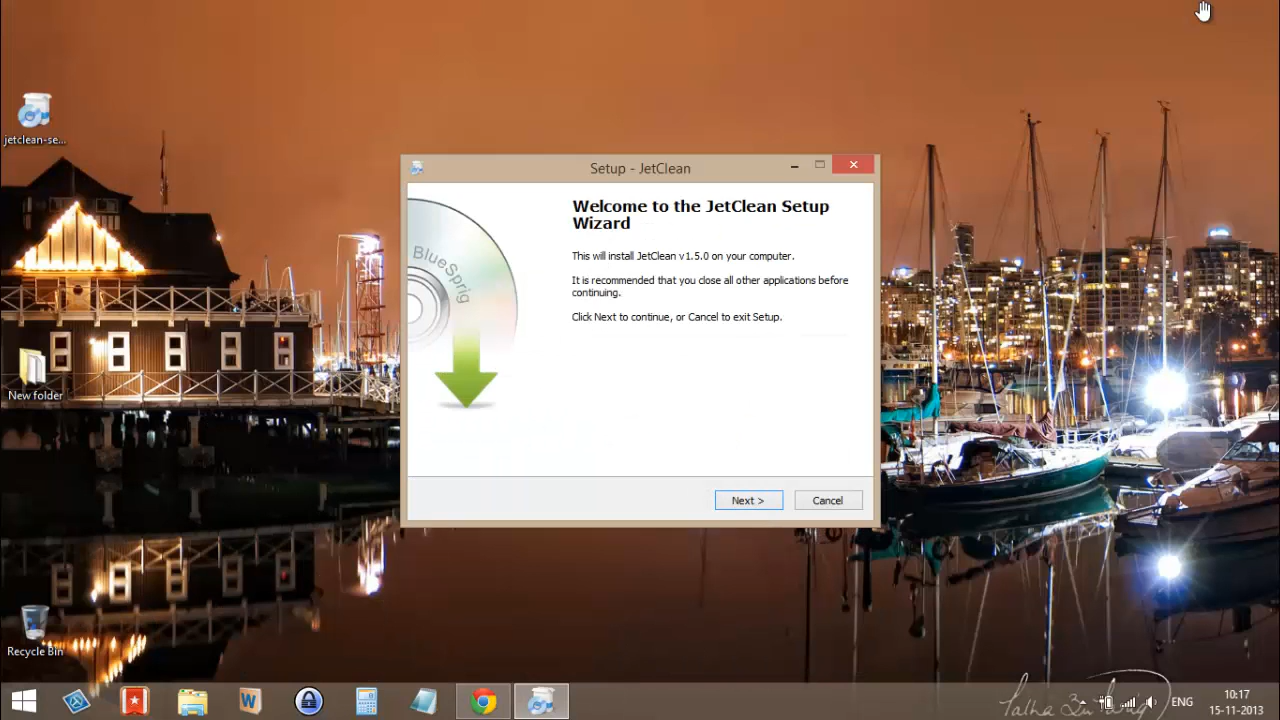 jetclean-se...
New folder
Recycle Bin
Setup - JetClean
BlueSprig
Welcome to the JetClean Setup
Wizard
This will install JetClean v1.5.0 on your computer.
It is recommended that you close all other applications before
continuing.
Click Next to continue, or Cancel to exit Setup.
Next >
Cancel
W
ENG
10:17
15-11-2013